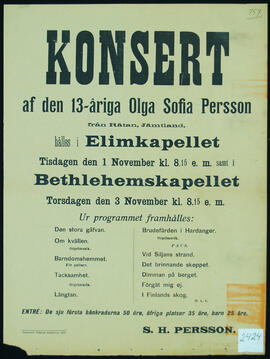 KONSERT
af den 13-åriga Olga Sofia Persson
från Rätan, Jämtland,
hålles i Elimkapellet
Tisdagen den 1 November kl. 8.15 e. m. samt i
Bethlehemskapellet
Torsdagen den 3 November kl. 8.15 e. m.
Ur programmet framhålles:
Den stora gåfvan.
Om kvällen.
Barndomshemmet.
Tacksamhet.
Längtan.
Brudefärden i Hardanger.
PAUS.
Vid Siljans strand.
Det brinnande skeppet.
Dimman på berget.
Förgät mig ej.
I Finlands skog.
ENTRÉ: De sju första bänkraderna 50 öre, öfriga platser 35 öre, barn 25 öre.
S. H. PERSSON.
2424